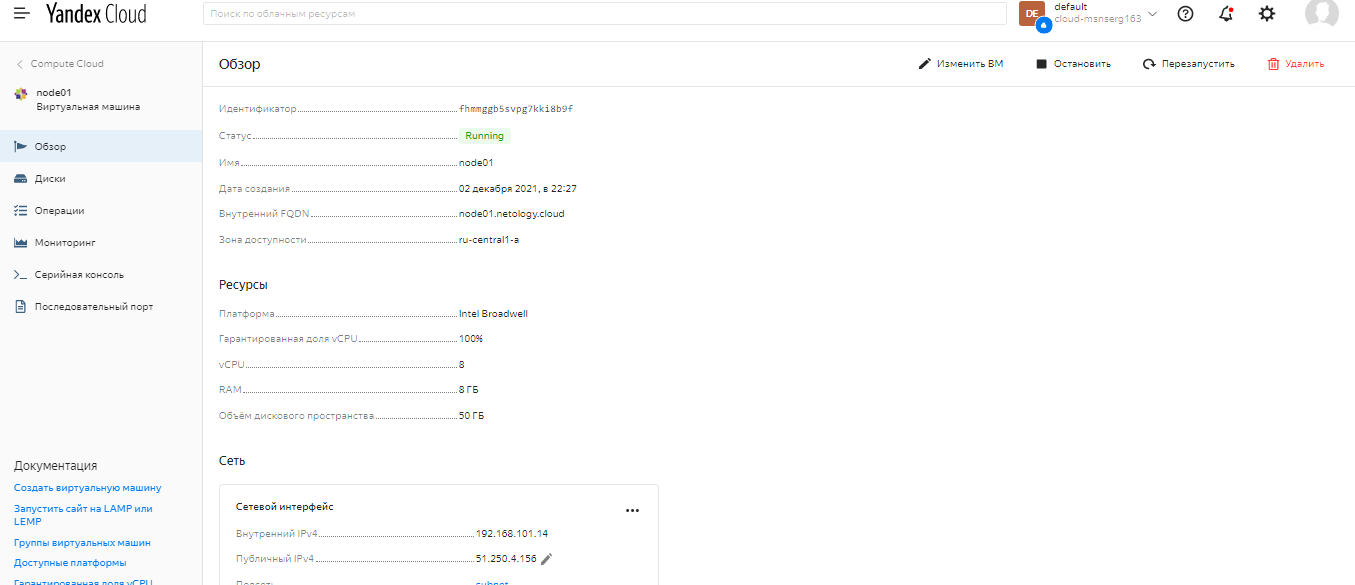 Yandex Cloud
Поиск по облачным ресурсам
DE
default
cloud-msnserg163
Compute Cloud
node01
Виртуальная машина
Обзор
Диски
Операции
Мониторинг
Серийная консоль
Последовательный порт
Документация
Создать виртуальную машину
Запустить сайт на LAMP или
LEMP
Группы виртуальных машин
Доступные платформы
Гарантированная доля vCPU
Обзор
Изменить ВМ
Остановить
Перезапустить
Удалить
Идентификатор fhmmggb5svpg7kki8b9f
Статус Running
Имя node01
Дата создания 02 декабря 2021, в 22:27
Внутренний FQDN node01.netology.cloud
Зона доступности ru-central1-a
Ресурсы
Платформа Intel Broadwell
Гарантированная доля vCPU 100%
vCPU 8
RAM 8 ГБ
Объём дискового пространства 50 ГБ
Сеть
Сетевой интерфейс
Внутренний IPv4 192.168.101.14
Публичный IPv4 51.250.4.156
Подсеть subnet